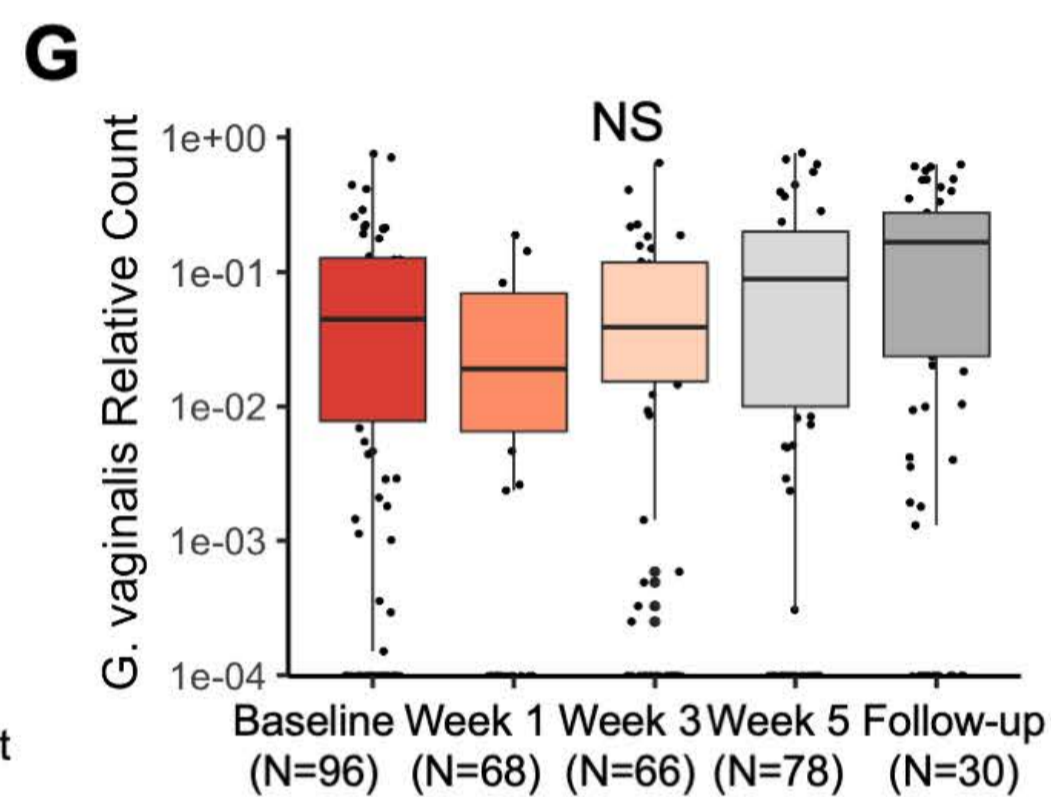 G
NS
G. vaginalis Relative Count
1e+00
1e-01
1e-02
1e-03
1e-04
Baseline Week 1 Week 3 Week 5 Follow-up
(N=96) (N=68) (N=66) (N=78) (N=30)
t